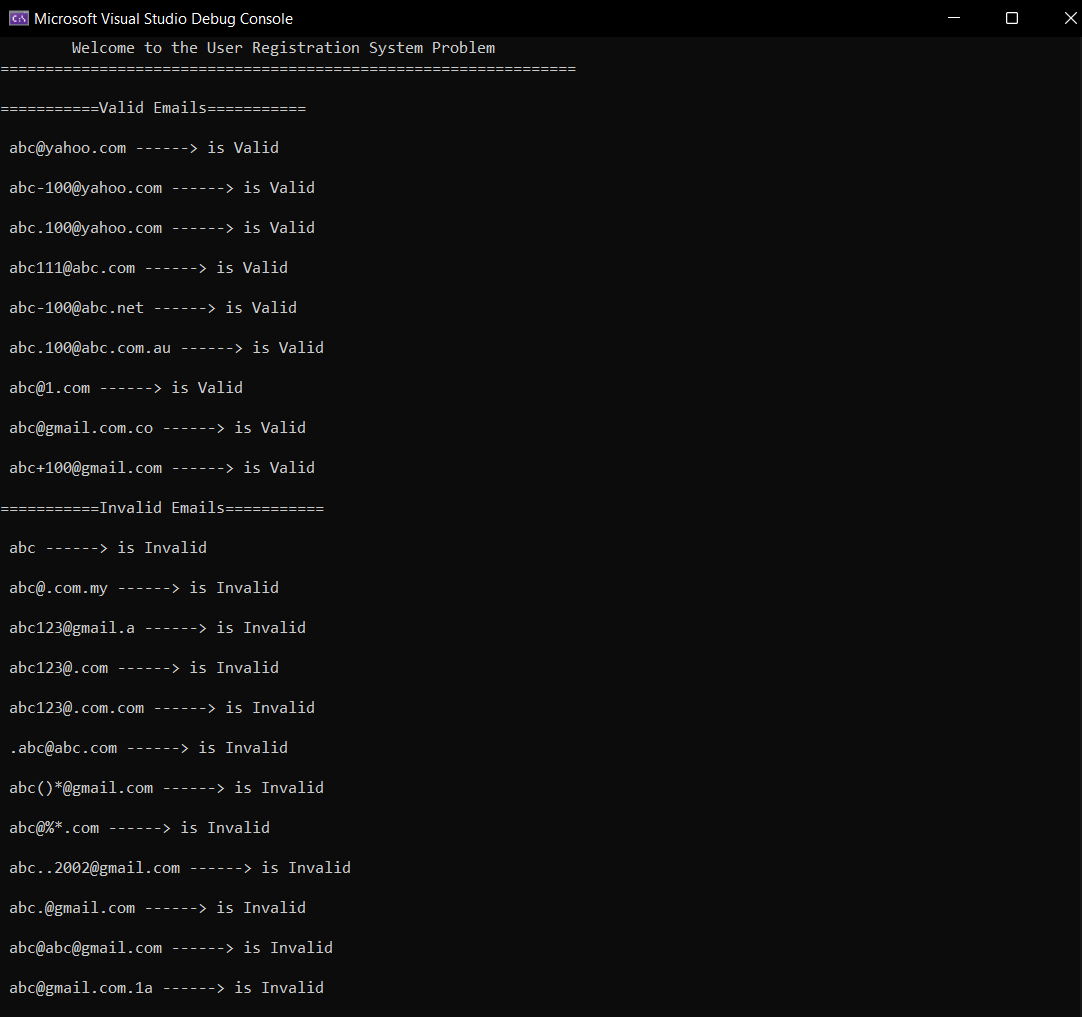 Microsoft Visual Studio Debug Console
Welcome to the User Registration System Problem
================================================================
===========Valid Emails===========
abc@yahoo.com ------> is Valid
abc-100@yahoo.com ------> is Valid
abc.100@yahoo.com ------> is Valid
abc111@abc.com ------> is Valid
abc-100@abc.net ------> is Valid
abc.100@abc.com.au ------> is Valid
abc@1.com ------> is Valid
abc@gmail.com.co ------> is Valid
abc+100@gmail.com ------> is Valid
===========Invalid Emails===========
abc ------> is Invalid
abc@.com.my ------> is Invalid
abc123@gmail.a ------> is Invalid
abc123@.com ------> is Invalid
abc123@.com.com ------> is Invalid
.abc@abc.com ------> is Invalid
abc()*@gmail.com ------> is Invalid
abc@%*.com ------> is Invalid
abc..2002@gmail.com ------> is Invalid
abc.@gmail.com ------> is Invalid
abc@abc@gmail.com ------> is Invalid
abc@gmail.com.1a ------> is Invalid